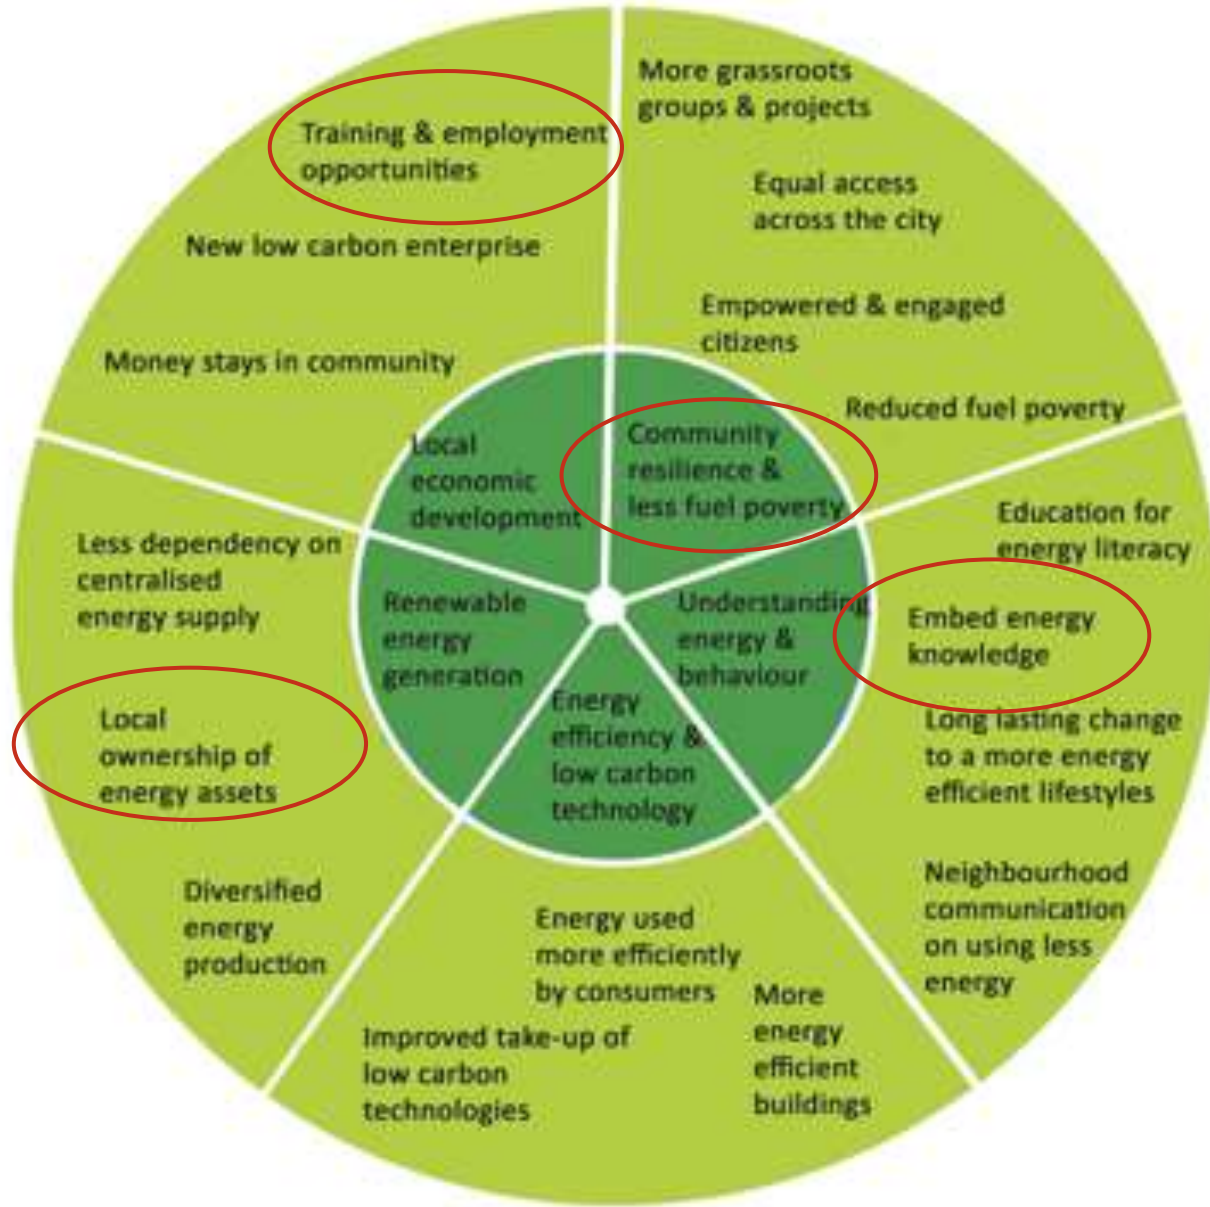 Training & employment
opportunities
New low carbon enterprise
Money stays in community
More grassroots
groups & projects
Equal access
across the city
Empowered & engaged
citizens
Reduced fuel poverty
Local
economic
development
Community
resilience &
less fuel poverty
Less dependency on
centralised
energy supply
Local
ownership of
energy assets
Diversified
energy
production
Renewable
energy
generation
Understanding
energy &
behaviour
Energy
efficiency &
low carbon
technology
Education for
energy literacy
Embed energy
knowledge
Long lasting change
to a more energy
efficient lifestyles
Neighbourhood
communication
on using less
energy
Energy used
more efficiently
by consumers
Improved take-up of
low carbon
technologies
More
energy
efficient
buildings